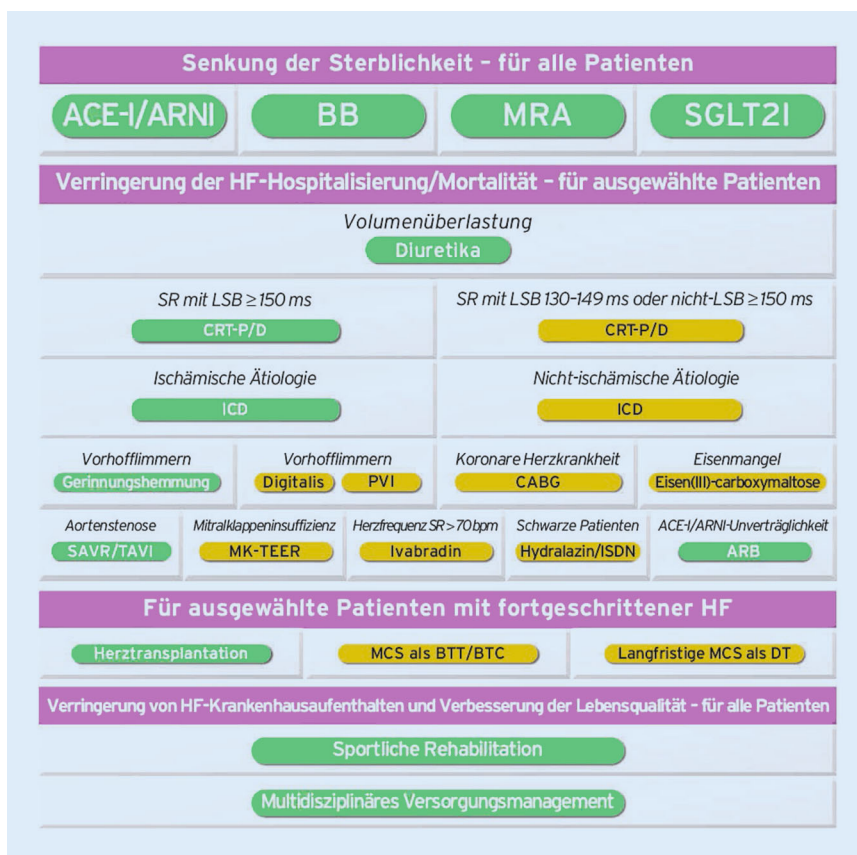 Senkung der Sterblichkeit – für alle Patienten
ACE-I/ARNI BB MRA SGLT2I
Verringerung der HF-Hospitalisierung/Mortalität – für ausgewählte Patienten
Volumenüberlastung
Diuretika
SR mit LSB ≥ 150 ms SR mit LSB 130–149 ms oder nicht-LSB ≥ 150 ms
CRT-P/D CRT-P/D
Ischämische Ätiologie Nicht-ischämische Ätiologie
ICD ICD
Vorhofflimmern Vorhofflimmern Koronare Herzkrankheit Eisenmangel
Gerinnungshemmung Digitalis PVI CABG Eisen(III)-carboxymaltose
Aortenstenose Mitralklappeninsuffizienz Herzfrequenz SR > 70 bpm Schwarze Patienten ACE-I/ARNI-Unverträglichkeit
SAVR/TAVI MK-TEER Ivabradin Hydralazin/ISDN ARB
Für ausgewählte Patienten mit fortgeschrittener HF
Herztransplantation MCS als BTT/BTC Langfristige MCS als DT
Verringerung von HF-Krankenhausaufenthalten und Verbesserung der Lebensqualität – für alle Patienten
Sportliche Rehabilitation
Multidisziplinäres Versorgungsmanagement